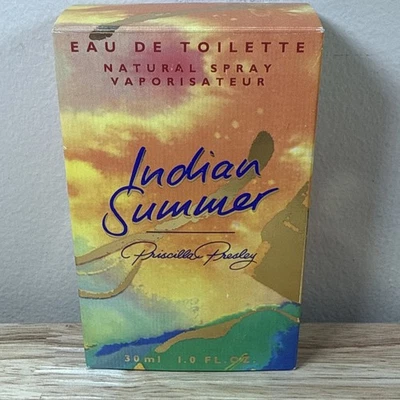 EAU DE TOILETTE
NATURAL SPRAY
VAPORISATEUR
Indian
Summer
Priscilla Presley
30ml 1.0 FL.OZ.